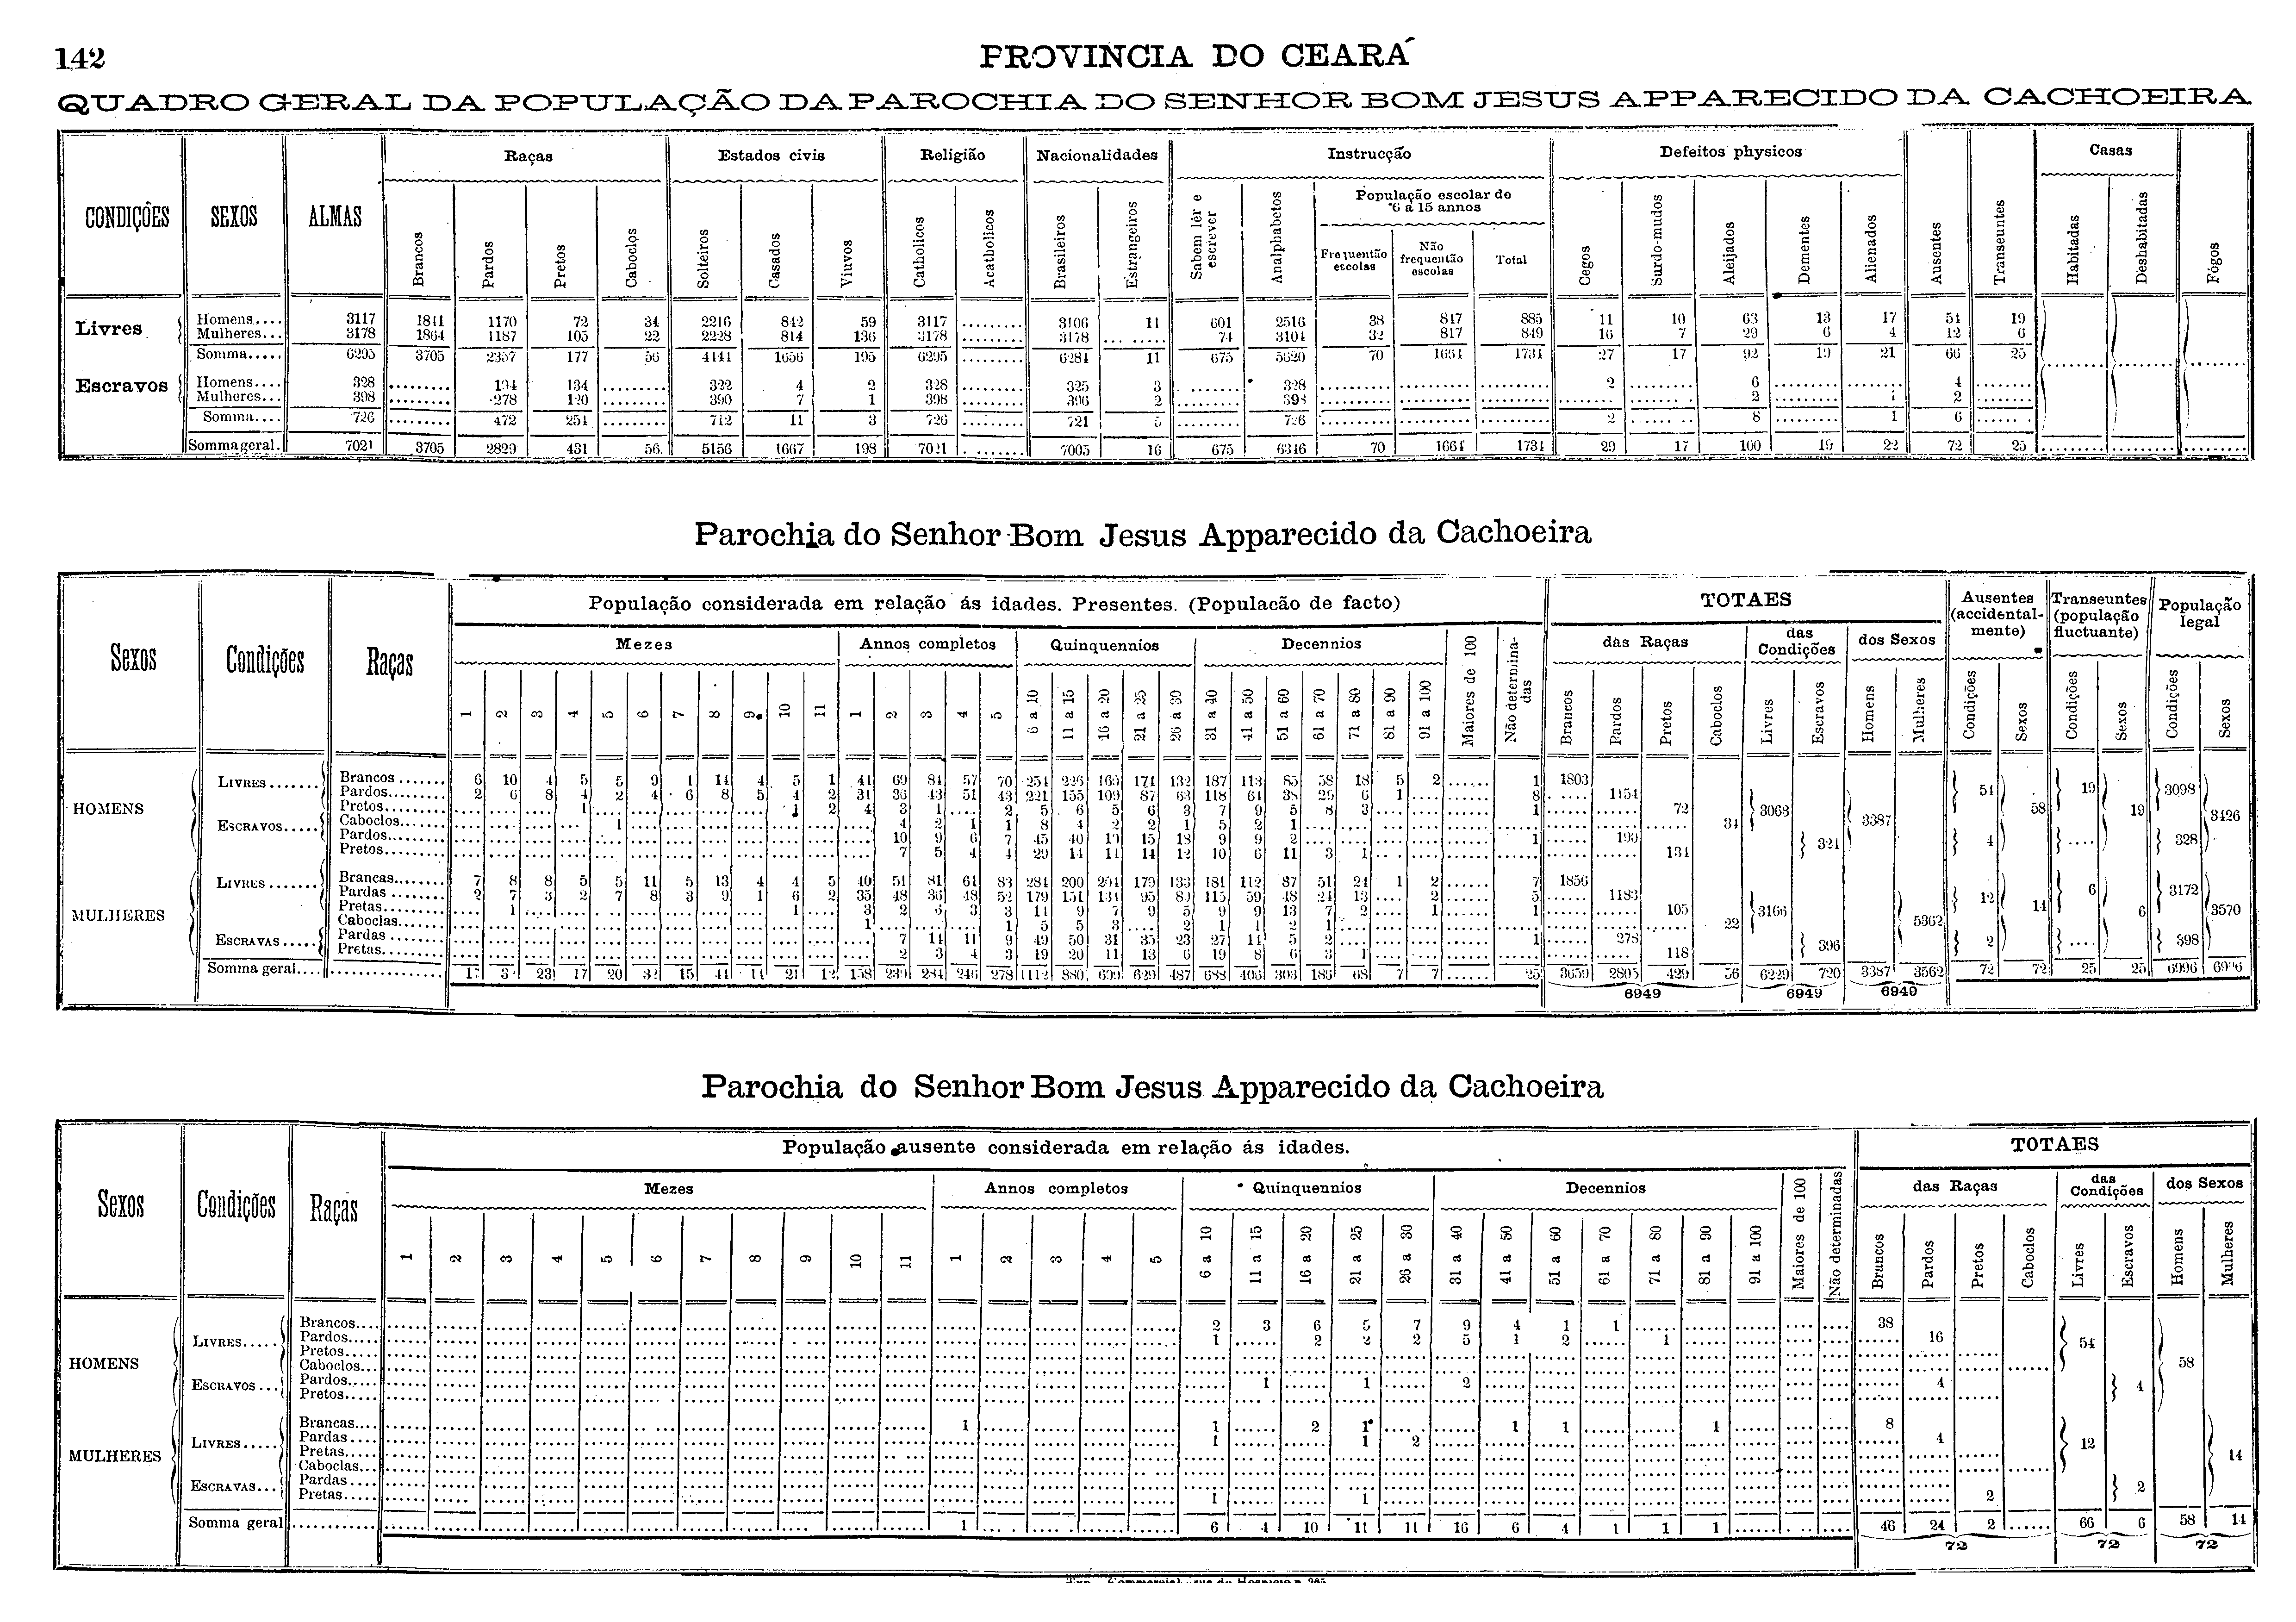 142
PROVINCIA DO CEARÁ
QUADRO GERAL DA POPULAÇÃO DA PAROCHIA DO SENHOR BOM JESUS APPARECIDO DA CACHOEIRA
CONDIÇÕES SEXOS ALMAS Raças Estados civis Religião Nacionalidades Instrucção Defeitos physicos Ausentes Transeuntes Casas Fógos
População escolar de 6 a 15 annos
Brancos Pardos Pretos Caboclos Solteiros Casados Viuvos Catholicos Acatholicos Brasileiros Estrangeiros Sabem lêr e escrever Analphabetos Frequentão escolas Não frequentão escolas Total Cegos Surdo-mudos Aleijados Dementes Alienados Habitadas Deshabitadas
Livres Homens.... 3117 1841 1170 72 34 2216 842 59 3117 ......... 3106 11 601 2516 38 847 885 11 10 63 13 17 54 19
Mulheres... 3178 1864 1187 105 22 2228 814 136 3178 ......... 3178 ......... 74 3104 32 817 849 16 7 29 6 4 12 6
Somma..... 6295 3705 2357 177 56 4441 1656 195 6295 ......... 6284 11 675 5620 70 1664 1734 27 17 92 19 21 66 25
Escravos Homens.... 328 ......... 194 134 ......... 322 4 2 328 ......... 325 3 ......... 328 ......... ......... ......... 2 ........ 6 ........ ........ 4 .......
Mulheres... 398 ......... 278 120 ......... 390 7 1 398 ......... 396 2 ......... 398 ......... ......... ......... ....... ........ 2 ........ 1 2 .......
Somma.... 726 ......... 472 254 ......... 712 11 3 726 ......... 721 5 ......... 726 ......... ......... ......... 2 ........ 8 ........ 1 6 .......
Somma geral. 7021 3705 2829 431 56 5156 1667 198 7021 ......... 7005 16 675 6346 70 1664 1734 29 17 100 19 22 72 25
Parochia do Senhor Bom Jesus Apparecido da Cachoeira
Sexos Condições Raças População considerada em relação ás idades. Presentes. (Populacão de facto) TOTAES Ausentes (accidentalmente) Transeuntes (população fluctuante) População legal
Mezes Annos completos Quinquennios Decennios Maiores de 100 Não determinadas das Raças das Condições dos Sexos
1 2 3 4 5 6 7 8 9 10 11 1 2 3 4 5 6 a 10 11 a 15 16 a 20 21 a 25 26 a 30 31 a 40 41 a 50 51 a 60 61 a 70 71 a 80 81 a 90 91 a 100 Brancos Pardos Pretos Caboclos Livres Escravos Homens Mulheres Condições Sexos Condições Sexos Condições Sexos
HOMENS LIVRES....... Brancos ....... 6 10 4 5 5 9 1 14 4 5 1 41 69 84 57 70 254 226 165 174 132 187 113 85 58 18 5 2 ...... 1 1803
Pardos....... 2 6 8 4 2 4 6 8 5 4 2 31 36 43 51 43 221 155 109 87 63 118 64 38 25 6 1 .... ...... 8 1154
Pretos....... 1 1 2 4 3 1 .... 2 5 6 5 6 3 7 9 5 8 3 1 72 3063 54 58 19 19 3098 3426
Caboclos...... 1 4 2 1 1 8 4 2 2 1 5 2 1 34 3387
ESCRAVOS..... Pardos....... 10 9 6 7 45 40 19 15 18 9 9 2 1 190 324 4 .... 328
Pretos....... 7 5 4 4 29 14 11 14 12 10 6 11 3 1 134
MULHERES LIVRES....... Brancas....... 7 8 8 5 5 11 5 13 4 4 5 40 51 81 61 83 284 200 204 179 133 181 112 87 51 24 1 2 ...... 7 1856
Pardas....... 2 7 3 2 7 8 3 9 1 6 2 35 48 36 48 52 179 151 134 95 80 115 59 48 24 13 .... 2 ...... 5 1183
Pretas....... 1 1 3 2 6 3 3 11 9 7 9 5 9 9 13 7 2 .... 1 1 105 3166 12 14 6 6 3172 3570
Caboclas...... 1 1 5 5 3 .... 2 1 1 2 1 22 3562
ESCRAVAS..... Pardas ....... 7 14 11 9 49 50 31 35 23 27 14 5 2 1 278 396 2 .... 398
Pretas....... 2 3 4 3 19 20 11 13 6 19 8 6 3 1 118
Somma geral.... 17 32 23 17 20 32 15 44 14 21 12 158 239 284 246 278 1112 880 699 629 487 688 406 303 186 68 7 7 ...... 25 3659 2805 429 56 6229 720 3387 3562 72 72 25 25 6996 6996
6949 6949 6949
Parochia do Senhor Bom Jesus Apparecido da Cachoeira
Sexos Condições Raças População ausente considerada em relação ás idades. TOTAES
Mezes Annos completos Quinquennios Decennios Maiores de 100 Não determinadas das Raças das Condições dos Sexos
1 2 3 4 5 6 7 8 9 10 11 1 2 3 4 5 6 a 10 11 a 15 16 a 20 21 a 25 26 a 30 31 a 40 41 a 50 51 a 60 61 a 70 71 a 80 81 a 90 91 a 100 Brancos Pardos Pretos Caboclos Livres Escravos Homens Mulheres
HOMENS LIVRES..... Brancos.... 2 3 6 5 7 9 4 1 1 38
Pardos..... 1 ...... 2 2 2 5 1 2 ...... 1 16 54
Pretos.....
Caboclos... 58
ESCRAVOS... Pardos..... 1 ...... 1 ...... 2 4 4
Pretos.....
MULHERES LIVRES..... Brancas.... 1 1 ...... 2 1 ...... ...... 1 1 ...... ...... 1 8
Pardas.... 1 ...... ...... 1 2 4 12
Pretas.... 14
Caboclas...
ESCRAVAS... Pardas ....
Pretas..... 1 ...... ...... 1 2 2
Somma geral 1 6 4 10 11 11 16 6 4 1 1 1 46 24 2 ...... 66 6 58 14
72 72 72